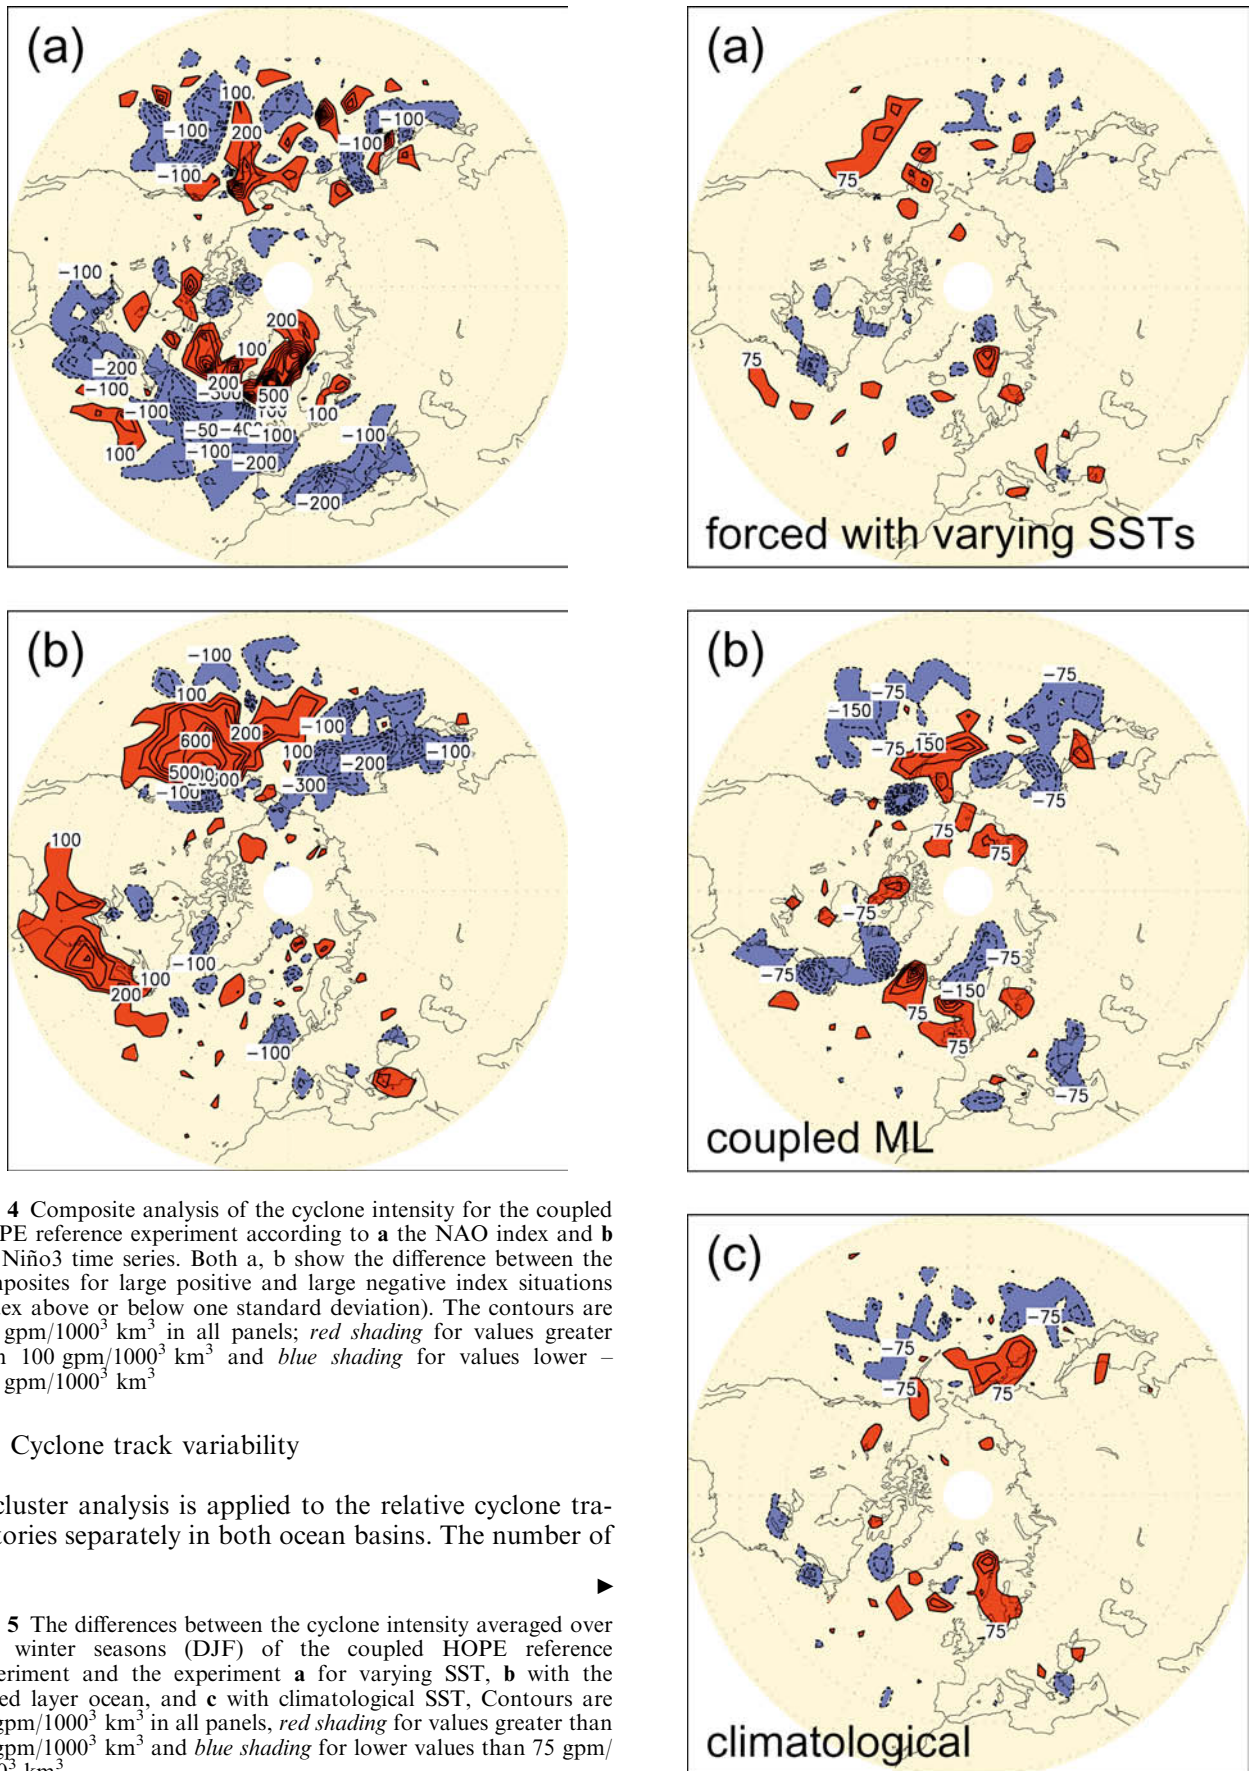 (a)
100
-100
200
-100
-100
-100
-100
-100
200
100
-200
200
-300
500
-100
-100
100
100
-50
-400
-100
-100
-100
-200
-200
(b)
-100
100
600
200
-100
100
-100
-200
500
-100
-300
100
-100
100
200
-100
4 Composite analysis of the cyclone intensity for the coupled
PE reference experiment according to a the NAO index and b
Niño3 time series. Both a, b show the difference between the
posites for large positive and large negative index situations
ex above or below one standard deviation). The contours are
gpm/1000³ km³ in all panels; red shading for values greater
100 gpm/1000³ km³ and blue shading for values lower –
gpm/1000³ km³
Cyclone track variability
cluster analysis is applied to the relative cyclone tra-
tories separately in both ocean basins. The number of
►
5 The differences between the cyclone intensity averaged over
winter seasons (DJF) of the coupled HOPE reference
eriment and the experiment a for varying SST, b with the
ed layer ocean, and c with climatological SST, Contours are
gpm/1000³ km³ in all panels, red shading for values greater than
gpm/1000³ km³ and blue shading for lower values than 75 gpm/
km³
(a)
75
75
forced with varying SSTs
(b)
-75
-75
-150
-75
150
-75
75
75
-75
-75
-75
-150
75
75
-75
coupled ML
(c)
-75
-75
-75
75
75
climatological